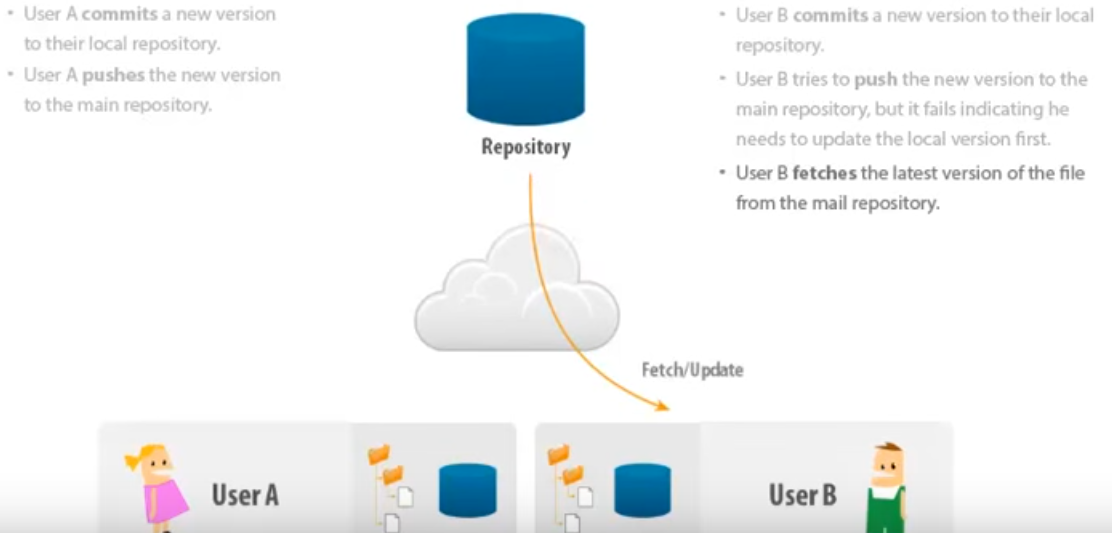 • User A commits a new version
to their local repository.
• User A pushes the new version
to the main repository.
Repository
• User B commits a new version to their local
repository.
• User B tries to push the new version to the
main repository, but it fails indicating he
needs to update the local version first.
• User B fetches the latest version of the file
from the mail repository.
Fetch/Update
User A
User B